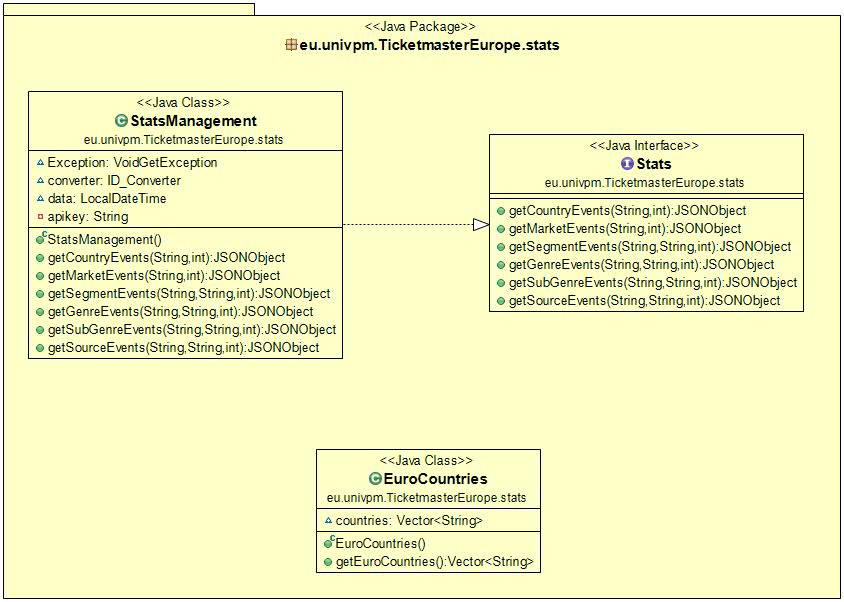 <<Java Package>>
eu.univpm.TicketmasterEurope.stats
<<Java Class>>
C StatsManagement
eu.univpm.TicketmasterEurope.stats
Exception: VoidGetException
converter: ID_Converter
data: LocalDateTime
apikey: String
C StatsManagement()
getCountryEvents(String,int):JSONObject
getMarketEvents(String,int):JSONObject
getSegmentEvents(String,String,int):JSONObject
getGenreEvents(String,String,int):JSONObject
getSubGenreEvents(String,String,int):JSONObject
getSourceEvents(String,String,int):JSONObject
<<Java Interface>>
I Stats
eu.univpm.TicketmasterEurope.stats
getCountryEvents(String,int):JSONObject
getMarketEvents(String,int):JSONObject
getSegmentEvents(String,String,int):JSONObject
getGenreEvents(String,String,int):JSONObject
getSubGenreEvents(String,String,int):JSONObject
getSourceEvents(String,String,int):JSONObject
<<Java Class>>
C EuroCountries
eu.univpm.TicketmasterEurope.stats
countries: Vector<String>
C EuroCountries()
getEuroCountries():Vector<String>